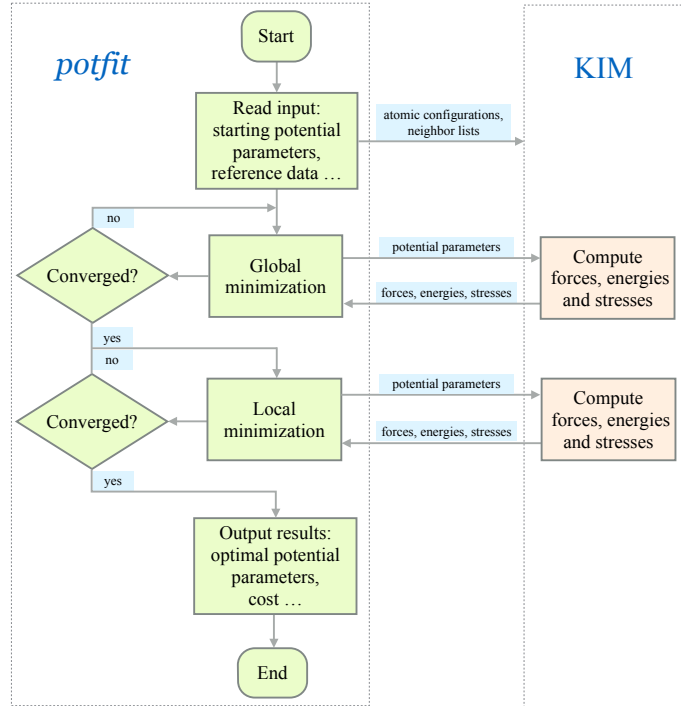 potfit
KIM
Start
Read input:
starting potential
parameters,
reference data ...
atomic configurations,
neighbor lists
no
Converged?
Global
minimization
potential parameters
forces, energies, stresses
Compute
forces, energies
and stresses
yes
no
Converged?
Local
minimization
potential parameters
forces, energies, stresses
Compute
forces, energies
and stresses
yes
Output results:
optimal potential
parameters,
cost ...
End